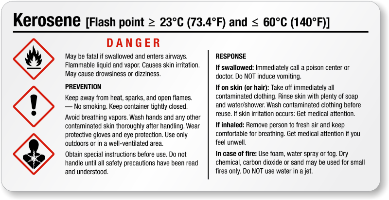 Kerosene [Flash point ≥ 23°C (73.4°F) and ≤ 60°C (140°F)]
DANGER
May be fatal if swallowed and enters airways.
Flammable liquid and vapor. Causes skin irritation.
May cause drowsiness or dizziness.
PREVENTION
Keep away from heat, sparks, and open flames.
— No smoking. Keep container tightly closed.
Avoid breathing vapors. Wash hands and any other
contaminated skin thoroughly after handling. Wear
protective gloves and eye protection. Use only
outdoors or in a well-ventilated area.
Obtain special instructions before use. Do not
handle until all safety precautions have been read
and understood.
RESPONSE
If swallowed: Immediately call a poison center or
doctor. Do NOT induce vomiting.
If on skin (or hair): Take off immediately all
contaminated clothing. Rinse skin with plenty of soap
and water/shower. Wash contaminated clothing before
reuse. If skin irritation occurs: Get medical attention.
If inhaled: Remove person to fresh air and keep
comfortable for breathing. Get medical attention if you
feel unwell.
In case of fire: Use foam, water spray or fog. Dry
chemical, carbon dioxide or sand may be used for small
fires only. Do NOT use water in a jet.